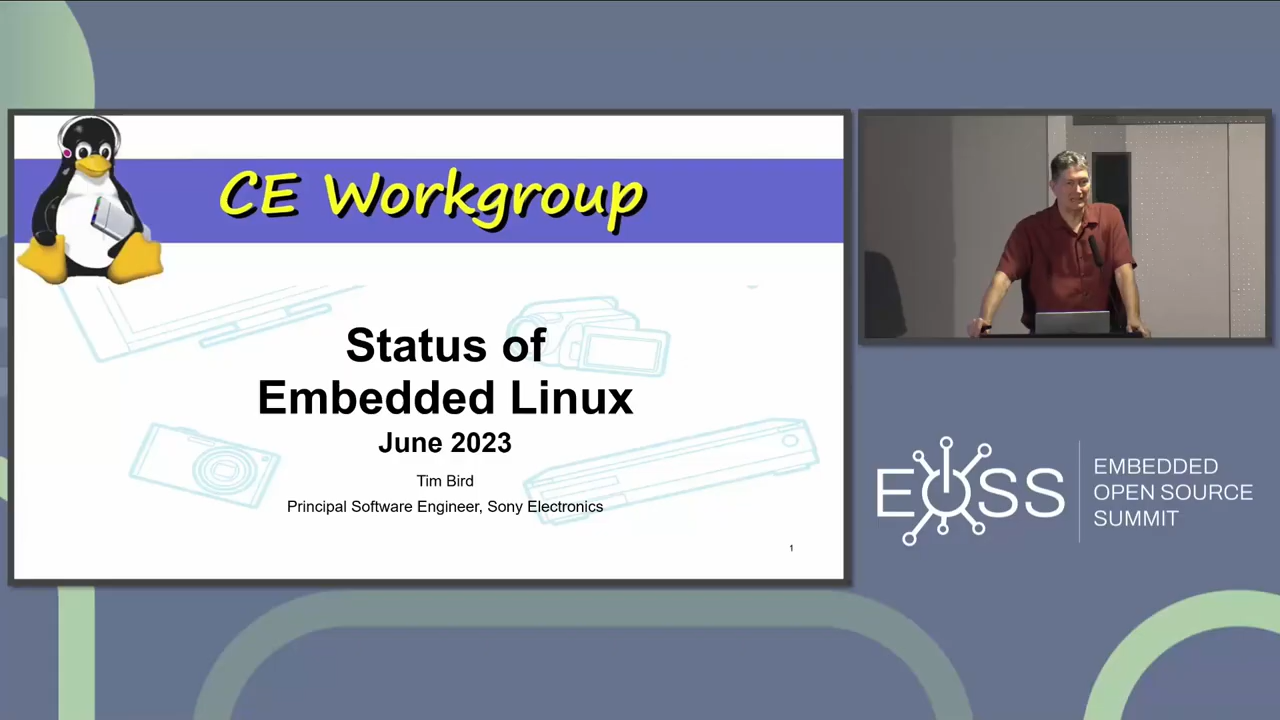 CE Workgroup
Status of
Embedded Linux
June 2023
Tim Bird
Principal Software Engineer, Sony Electronics
1
EOSS
EMBEDDED
OPEN SOURCE
SUMMIT